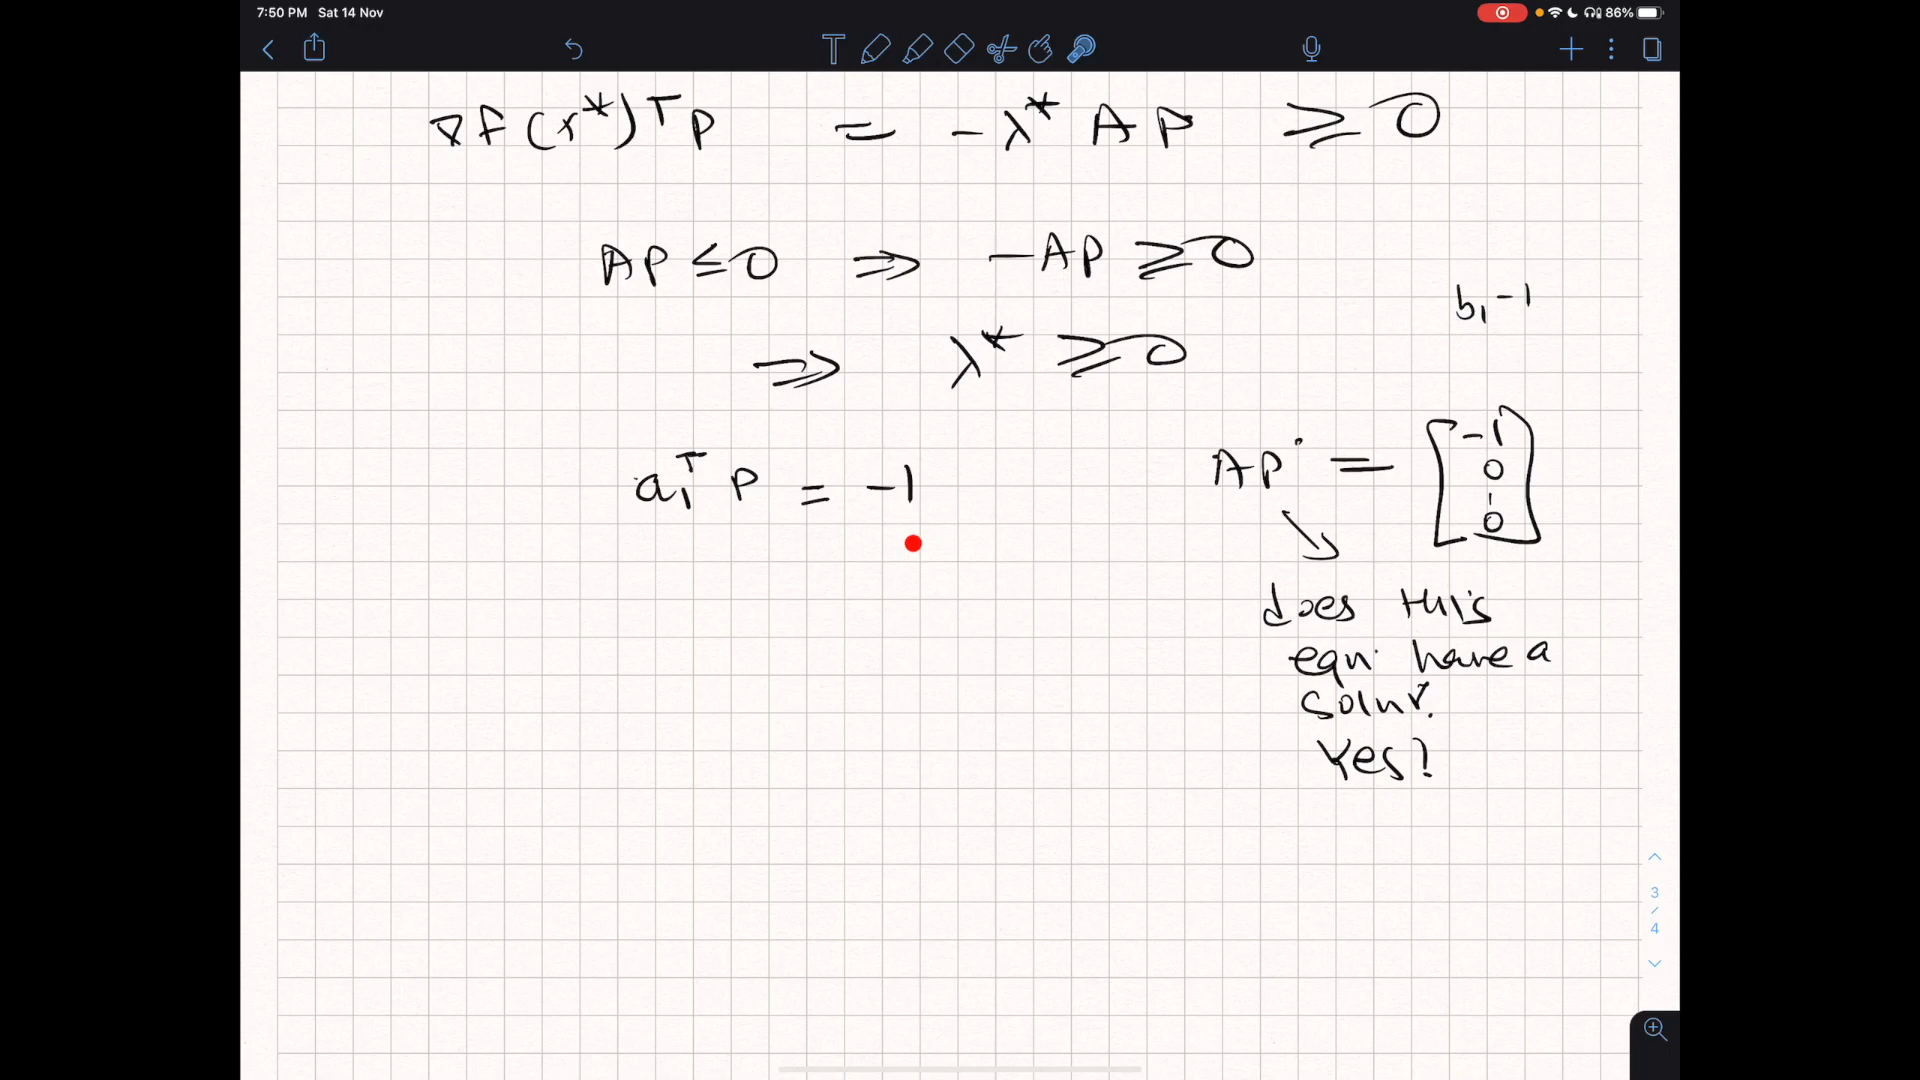 7:50 PM Sat 14 Nov
86%
T
∇f(x*)ᵀp = -λ* Ap ≥ 0
Ap ≤ 0 ⇒ -Ap ≥ 0
b₁ - 1
⇒ λ* ≥ 0
a₁ᵀ p = -1
Ap = [-1 0 ¦ 0]
does this
eqn. have a
soln?
Yes!
3
/
4